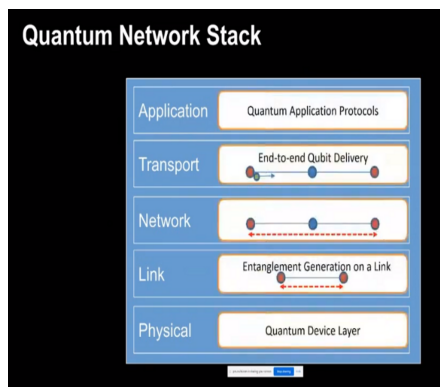 Quantum Network Stack
Application
Quantum Application Protocols
Transport
End-to-end Qubit Delivery
Network
Link
Entanglement Generation on a Link
Physical
Quantum Device Layer